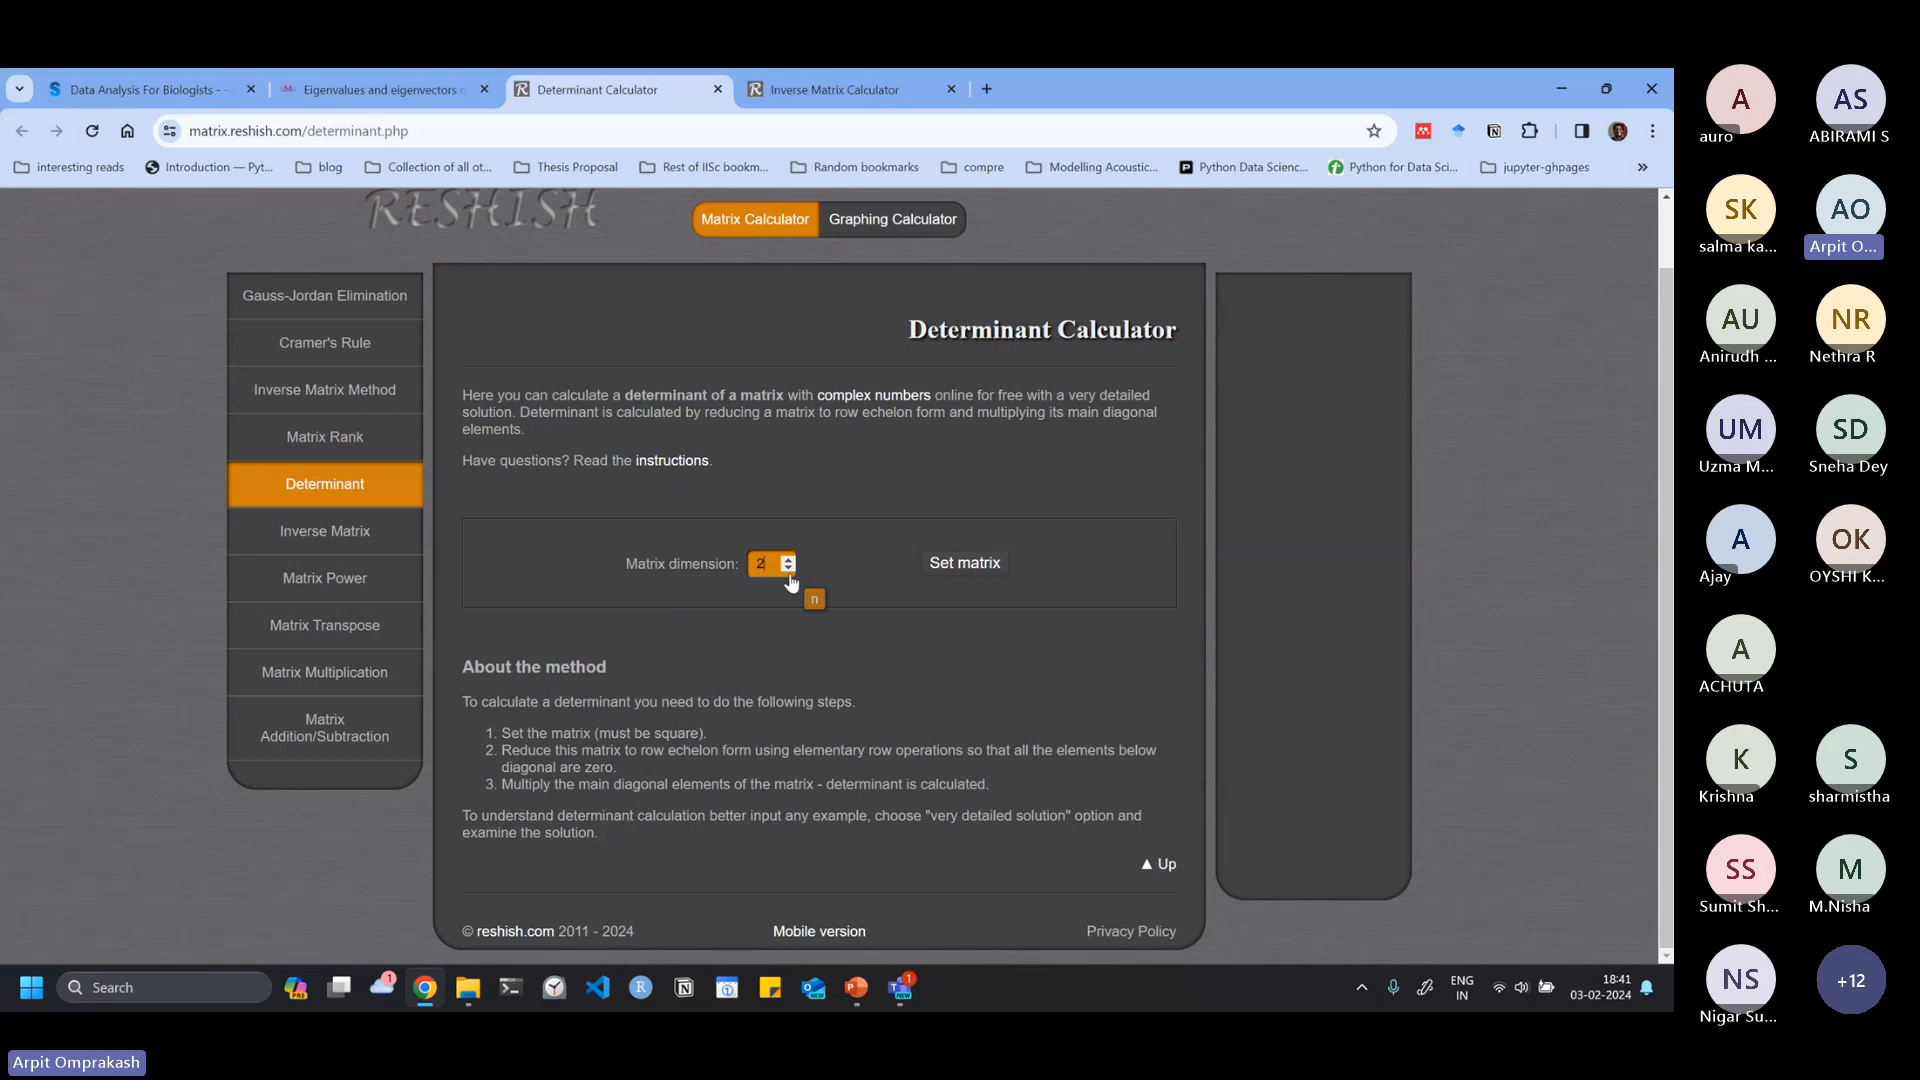 Data Analysis For Biologists -
Eigenvalues and eigenvectors o
Determinant Calculator
Inverse Matrix Calculator
matrix.reshish.com/determinant.php
interesting reads
Introduction — Pyt...
blog
Collection of all ot...
Thesis Proposal
Rest of IISc bookm...
Random bookmarks
compre
Modelling Acoustic...
Python Data Scienc...
Python for Data Sci...
jupyter-ghpages
»
RESHISH
Matrix Calculator
Graphing Calculator
Gauss-Jordan Elimination
Cramer's Rule
Inverse Matrix Method
Matrix Rank
Determinant
Inverse Matrix
Matrix Power
Matrix Transpose
Matrix Multiplication
Matrix
Addition/Subtraction
Determinant Calculator
Here you can calculate a determinant of a matrix with complex numbers online for free with a very detailed
solution. Determinant is calculated by reducing a matrix to row echelon form and multiplying its main diagonal
elements.
Have questions? Read the instructions.
Matrix dimension: 2
Set matrix
n
About the method
To calculate a determinant you need to do the following steps.
1. Set the matrix (must be square).
2. Reduce this matrix to row echelon form using elementary row operations so that all the elements below
diagonal are zero.
3. Multiply the main diagonal elements of the matrix - determinant is calculated.
To understand determinant calculation better input any example, choose "very detailed solution" option and
examine the solution.
▲ Up
© reshish.com 2011 - 2024
Mobile version
Privacy Policy
Search
PRE
1
NEW
1
NEW
ENG
IN
18:41
03-02-2024
A
auro
AS
ABIRAMI S
SK
salma ka...
AO
Arpit O...
AU
Anirudh ...
NR
Nethra R
UM
Uzma M...
SD
Sneha Dey
A
Ajay
OK
OYSHI K...
A
ACHUTA
K
Krishna
S
sharmistha
SS
Sumit Sh...
M
M.Nisha
NS
Nigar Su...
+12
Arpit Omprakash